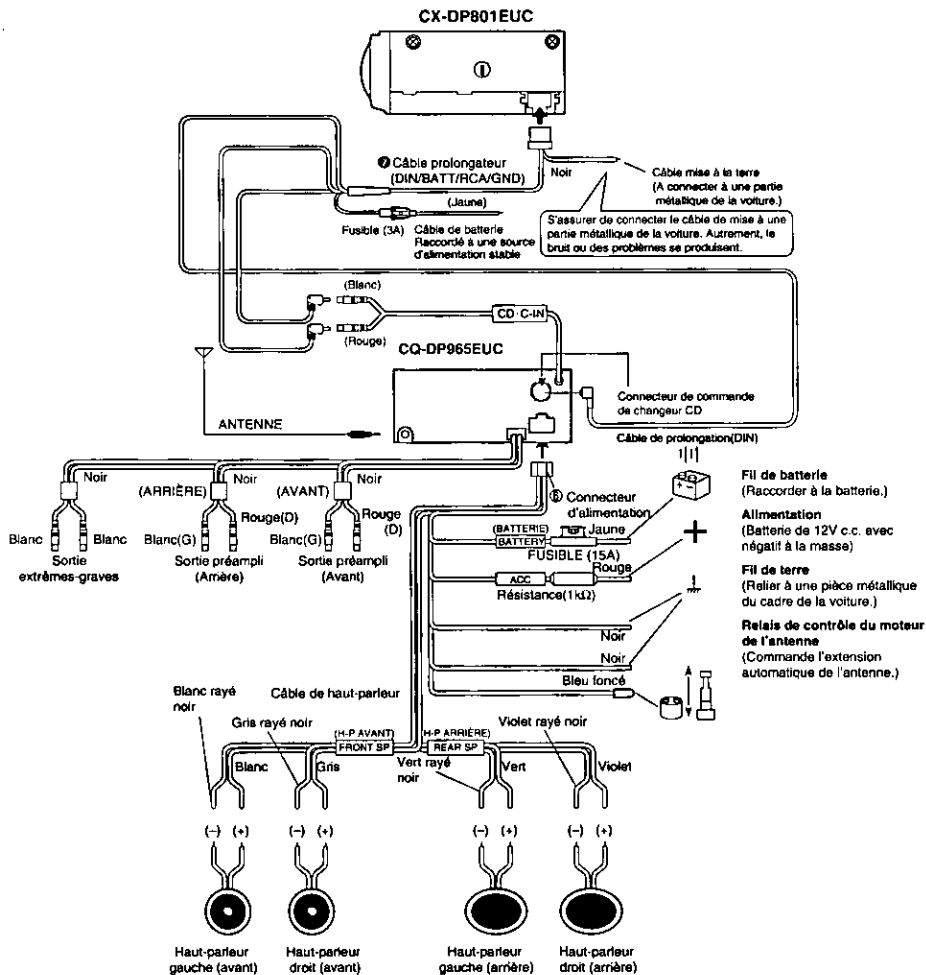 CX-DP801EUC
❼ Câble prolongateur
(DIN/BATT/RCA/GND)
Noir
Câble mise à la terre
(A connecter à une partie
métallique de la voiture.)
(Jaune)
Fusible (3A)
Câble de batterie
Raccordé à une source
d'alimentation stable
S'assurer de connecter le câble de mise à une
partie métallique de la voiture. Autrement, le
bruit ou des problèmes se produisent.
(Blanc)
CD·C-IN
(Rouge)
CQ-DP965EUC
Connecteur de commande
de changeur CD
ANTENNE
Câble de prolongation(DIN)
Noir
Noir
Noir
(ARRIÈRE)
(AVANT)
Rouge(D)
Rouge
(D)
Blanc
Blanc
Blanc(G)
Blanc(G)
Sortie
extrêmes-graves
Sortie préampli
(Arrière)
Sortie préampli
(Avant)
⑥ Connecteur
d'alimentation
(BATTERIE)
BATTERY
Jaune
FUSIBLE (15A)
Rouge
ACC
Résistance(1kΩ)
Noir
Noir
Bleu foncé
+ -
Fil de batterie
(Raccorder à la batterie.)
+
Alimentation
(Batterie de 12V c.c. avec
négatif à la masse)
Fil de terre
(Relier à une pièce métallique
du cadre de la voiture.)
Relais de contrôle du moteur
de l'antenne
(Commande l'extension
automatique de l'antenne.)
Blanc rayé
noir
Câble de haut-parleur
Gris rayé noir
(H-P AVANT)
FRONT SP
(H-P ARRIÈRE)
REAR SP
Violet rayé noir
Blanc
Gris
Vert rayé
noir
Vert
Violet
(–) (+)
(–) (+)
(–) (+)
(–) (+)
Haut-parleur
gauche (avant)
Haut-parleur
droit (avant)
Haut-parleur
gauche (arrière)
Haut-parleur
droit (arrière)